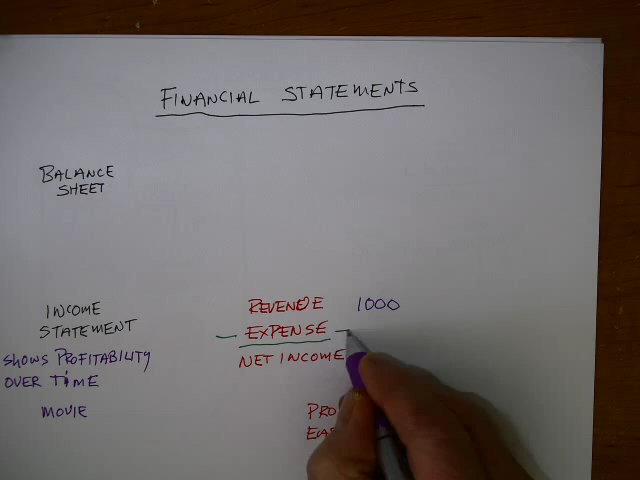 FINANCIAL STATEMENTS
BALANCE
SHEET
INCOME
STATEMENT
SHOWS PROFITABILITY
OVER TIME
MOVIE
REVENUE 1000
— EXPENSE —
NET INCOME